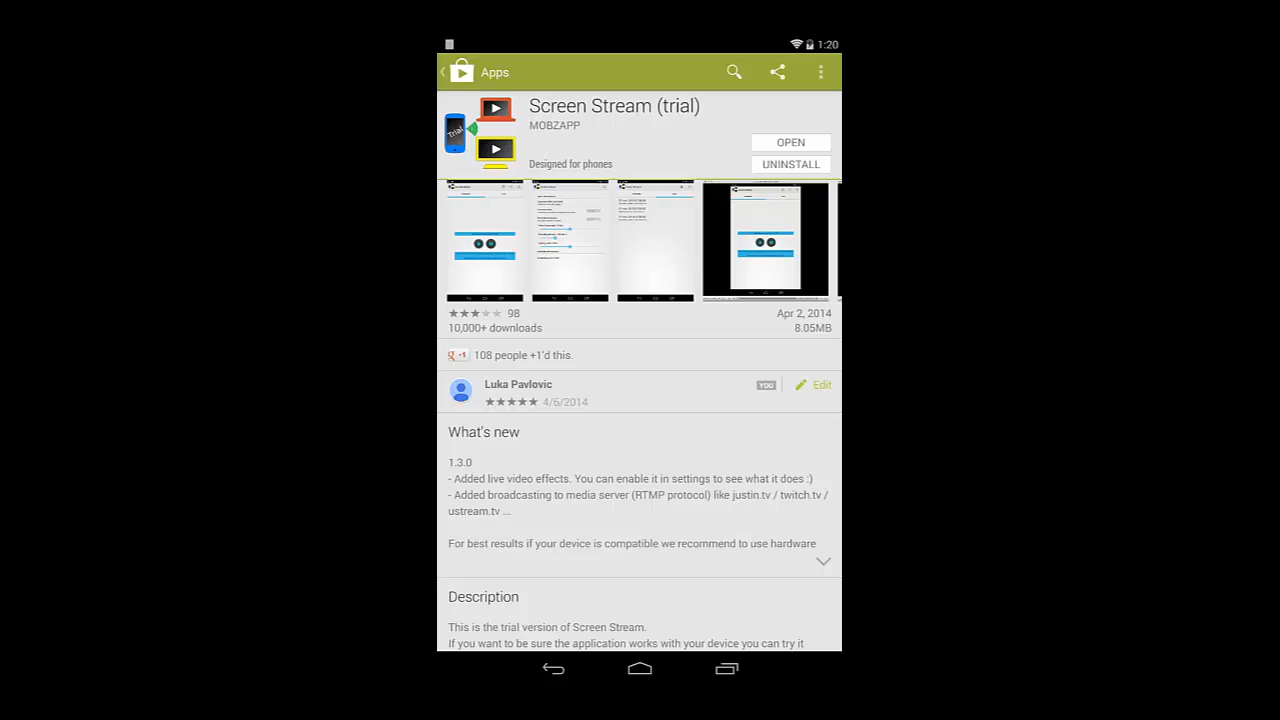 1:20
Apps
Screen Stream (trial)
MOBZAPP
OPEN
Trial
Designed for phones
UNINSTALL
98
Apr 2, 2014
10,000+ downloads
8.05MB
+1 108 people +1'd this.
Luka Pavlovic
YOU
Edit
4/6/2014
What's new
1.3.0
- Added live video effects. You can enable it in settings to see what it does :)
- Added broadcasting to media server (RTMP protocol) like justin.tv / twitch.tv /
ustream.tv ...
For best results if your device is compatible we recommend to use hardware
Description
This is the trial version of Screen Stream.
If you want to be sure the application works with your device you can try it